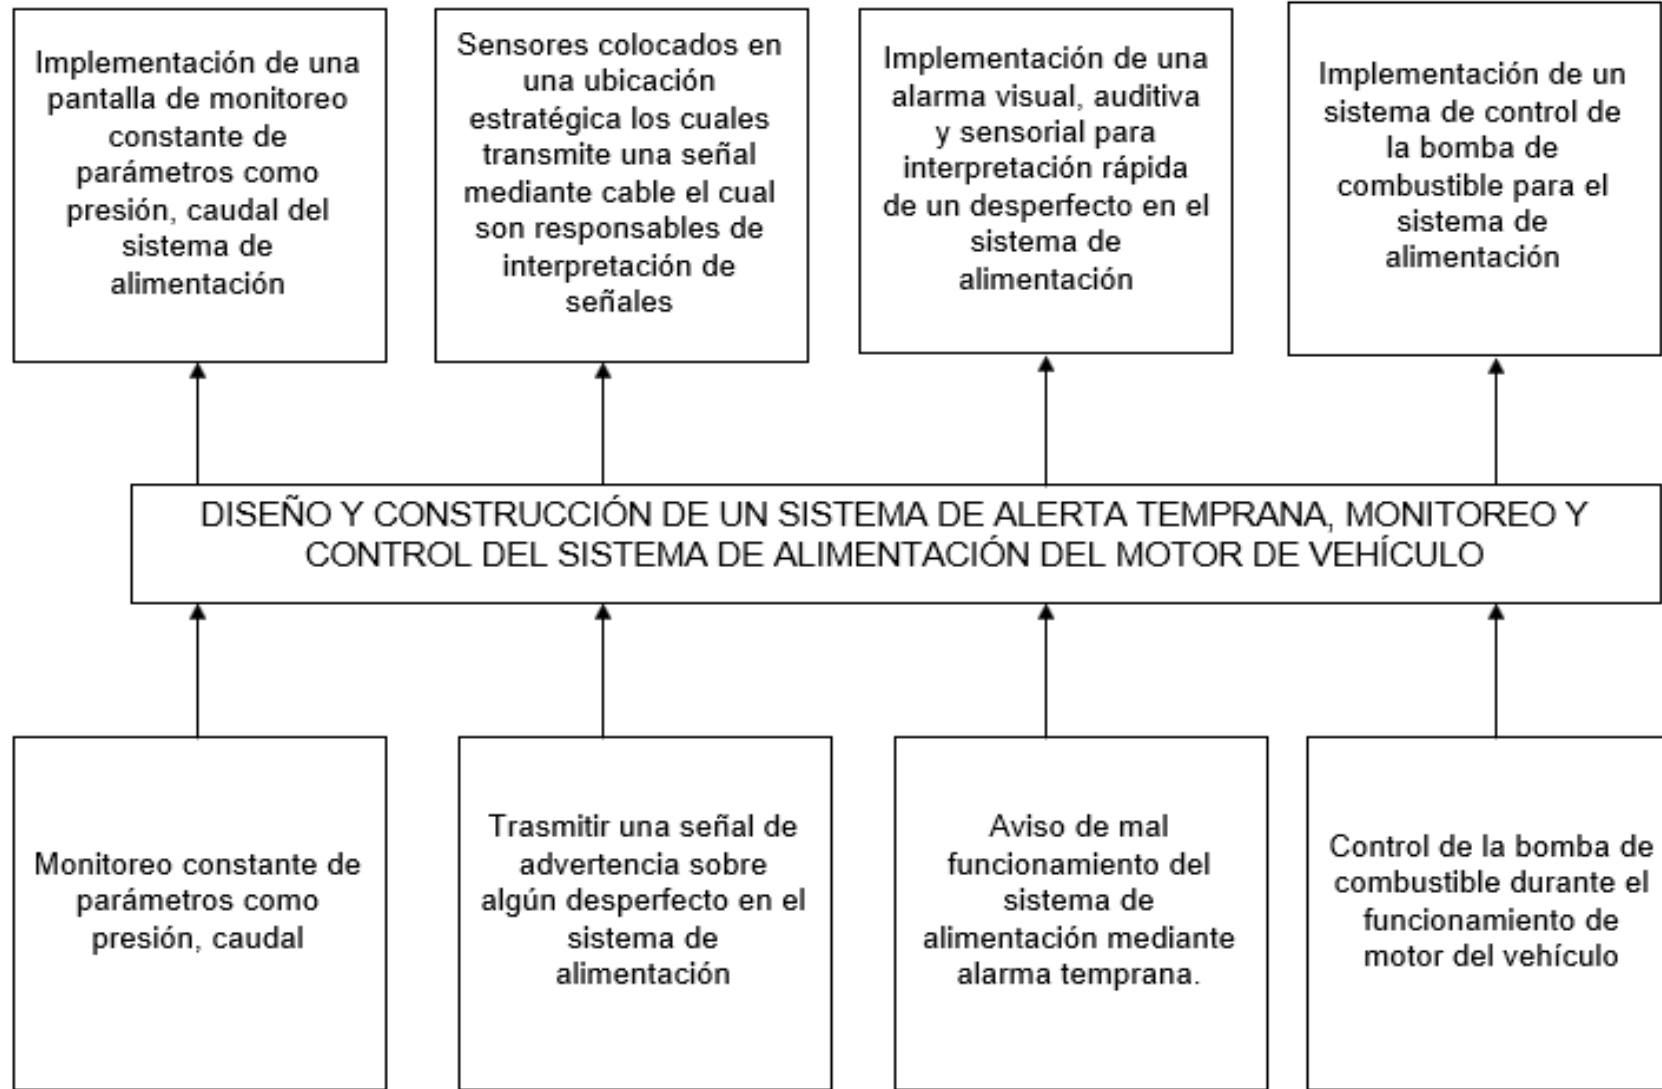 Implementación de una
pantalla de monitoreo
constante de
parámetros como
presión, caudal del
sistema de
alimentación
Sensores colocados en
una ubicación
estratégica los cuales
transmite una señal
mediante cable el cual
son responsables de
interpretación de
señales
Implementación de una
alarma visual, auditiva
y sensorial para
interpretación rápida
de un desperfecto en el
sistema de
alimentación
Implementación de un
sistema de control de
la bomba de
combustible para el
sistema de
alimentación
DISEÑO Y CONSTRUCCIÓN DE UN SISTEMA DE ALERTA TEMPRANA, MONITOREO Y
CONTROL DEL SISTEMA DE ALIMENTACIÓN DEL MOTOR DE VEHÍCULO
Monitoreo constante de
parámetros como
presión, caudal
Trasmitir una señal de
advertencia sobre
algún desperfecto en el
sistema de
alimentación
Aviso de mal
funcionamiento del
sistema de
alimentación mediante
alarma temprana.
Control de la bomba de
combustible durante el
funcionamiento de
motor del vehículo